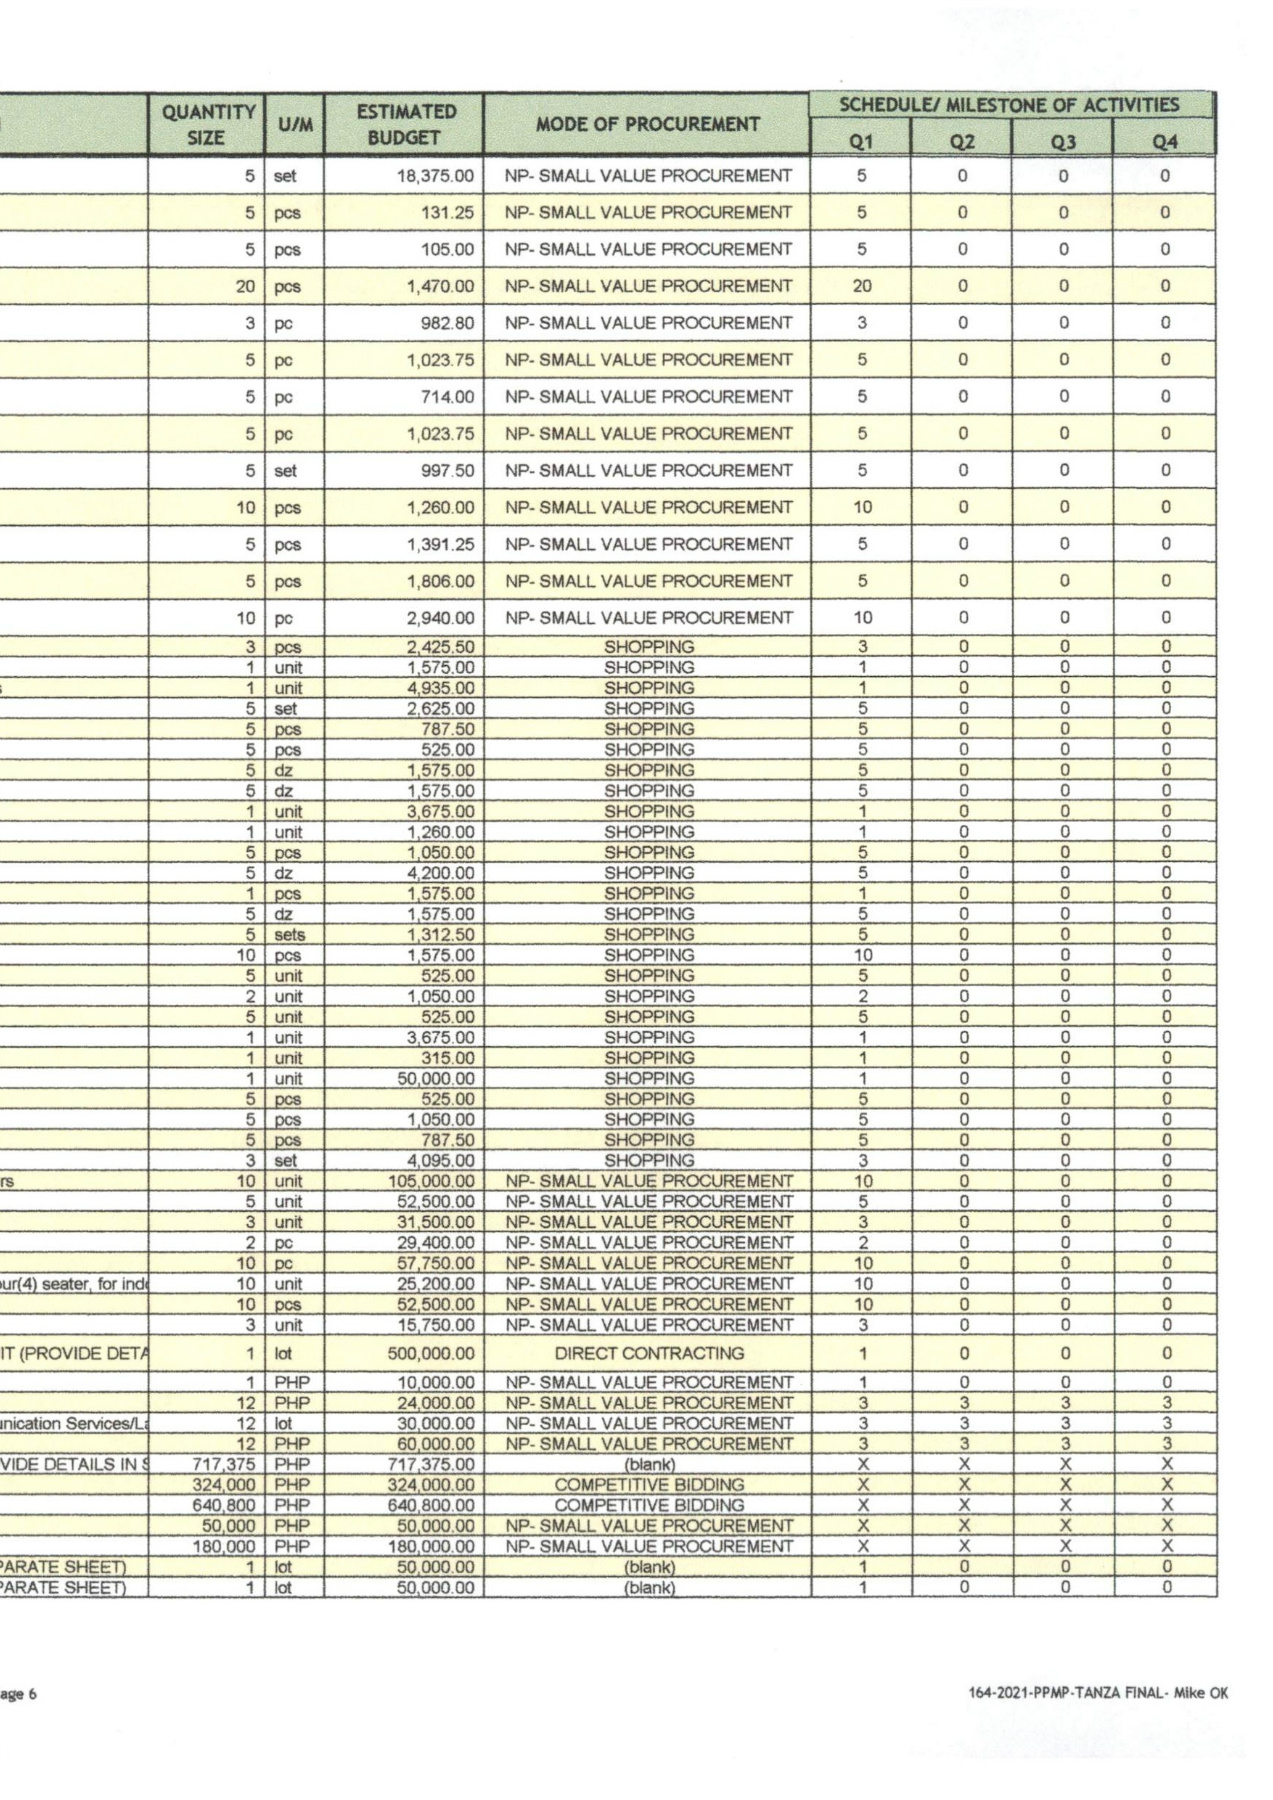 QUANTITY SIZE U/M ESTIMATED BUDGET MODE OF PROCUREMENT SCHEDULE/ MILESTONE OF ACTIVITIES
Q1 Q2 Q3 Q4
5 set 18,375.00 NP- SMALL VALUE PROCUREMENT 5 0 0 0
5 pcs 131.25 NP- SMALL VALUE PROCUREMENT 5 0 0 0
5 pcs 105.00 NP- SMALL VALUE PROCUREMENT 5 0 0 0
20 pcs 1,470.00 NP- SMALL VALUE PROCUREMENT 20 0 0 0
3 pc 982.80 NP- SMALL VALUE PROCUREMENT 3 0 0 0
5 pc 1,023.75 NP- SMALL VALUE PROCUREMENT 5 0 0 0
5 pc 714.00 NP- SMALL VALUE PROCUREMENT 5 0 0 0
5 pc 1,023.75 NP- SMALL VALUE PROCUREMENT 5 0 0 0
5 set 997.50 NP- SMALL VALUE PROCUREMENT 5 0 0 0
10 pcs 1,260.00 NP- SMALL VALUE PROCUREMENT 10 0 0 0
5 pcs 1,391.25 NP- SMALL VALUE PROCUREMENT 5 0 0 0
5 pcs 1,806.00 NP- SMALL VALUE PROCUREMENT 5 0 0 0
10 pc 2,940.00 NP- SMALL VALUE PROCUREMENT 10 0 0 0
3 pcs 2,425.50 SHOPPING 3 0 0 0
1 unit 1,575.00 SHOPPING 1 0 0 0
s 1 unit 4,935.00 SHOPPING 1 0 0 0
5 set 2,625.00 SHOPPING 5 0 0 0
5 pcs 787.50 SHOPPING 5 0 0 0
5 pcs 525.00 SHOPPING 5 0 0 0
5 dz 1,575.00 SHOPPING 5 0 0 0
5 dz 1,575.00 SHOPPING 5 0 0 0
1 unit 3,675.00 SHOPPING 1 0 0 0
1 unit 1,260.00 SHOPPING 1 0 0 0
5 pcs 1,050.00 SHOPPING 5 0 0 0
5 dz 4,200.00 SHOPPING 5 0 0 0
1 pcs 1,575.00 SHOPPING 1 0 0 0
5 dz 1,575.00 SHOPPING 5 0 0 0
5 sets 1,312.50 SHOPPING 5 0 0 0
10 pcs 1,575.00 SHOPPING 10 0 0 0
5 unit 525.00 SHOPPING 5 0 0 0
2 unit 1,050.00 SHOPPING 2 0 0 0
5 unit 525.00 SHOPPING 5 0 0 0
1 unit 3,675.00 SHOPPING 1 0 0 0
1 unit 315.00 SHOPPING 1 0 0 0
1 unit 50,000.00 SHOPPING 1 0 0 0
5 pcs 525.00 SHOPPING 5 0 0 0
5 pcs 1,050.00 SHOPPING 5 0 0 0
5 pcs 787.50 SHOPPING 5 0 0 0
3 set 4,095.00 SHOPPING 3 0 0 0
rs 10 unit 105,000.00 NP- SMALL VALUE PROCUREMENT 10 0 0 0
5 unit 52,500.00 NP- SMALL VALUE PROCUREMENT 5 0 0 0
3 unit 31,500.00 NP- SMALL VALUE PROCUREMENT 3 0 0 0
2 pc 29,400.00 NP- SMALL VALUE PROCUREMENT 2 0 0 0
10 pc 57,750.00 NP- SMALL VALUE PROCUREMENT 10 0 0 0
our(4) seater, for indo 10 unit 25,200.00 NP- SMALL VALUE PROCUREMENT 10 0 0 0
10 pcs 52,500.00 NP- SMALL VALUE PROCUREMENT 10 0 0 0
3 unit 15,750.00 NP- SMALL VALUE PROCUREMENT 3 0 0 0
IT (PROVIDE DETA 1 lot 500,000.00 DIRECT CONTRACTING 1 0 0 0
1 PHP 10,000.00 NP- SMALL VALUE PROCUREMENT 1 0 0 0
12 PHP 24,000.00 NP- SMALL VALUE PROCUREMENT 3 3 3 3
unication Services/La 12 lot 30,000.00 NP- SMALL VALUE PROCUREMENT 3 3 3 3
12 PHP 60,000.00 NP- SMALL VALUE PROCUREMENT 3 3 3 3
VIDE DETAILS IN S 717,375 PHP 717,375.00 (blank) X X X X
324,000 PHP 324,000.00 COMPETITIVE BIDDING X X X X
640,800 PHP 640,800.00 COMPETITIVE BIDDING X X X X
50,000 PHP 50,000.00 NP- SMALL VALUE PROCUREMENT X X X X
180,000 PHP 180,000.00 NP- SMALL VALUE PROCUREMENT X X X X
PARATE SHEET) 1 lot 50,000.00 (blank) 1 0 0 0
PARATE SHEET) 1 lot 50,000.00 (blank) 1 0 0 0
age 6 164-2021-PPMP-TANZA FINAL- Mike OK